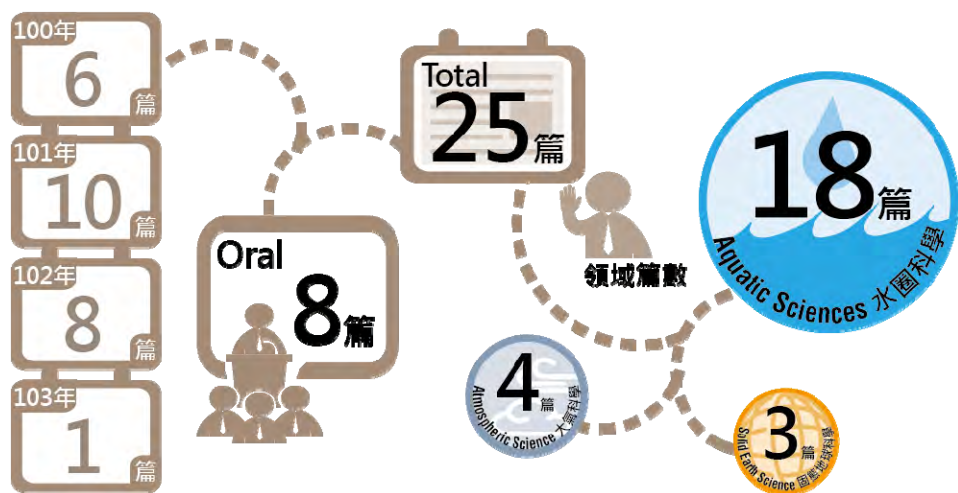 100年
6
篇
101年
10
篇
102年
8
篇
103年
1
篇
Oral
8篇
Total
25篇
領域篇數
18篇
Aquatic Sciences 水圈科學
4篇
Atmospheric Science 大氣科學
3篇
Solid Earth Science 固態地球科學